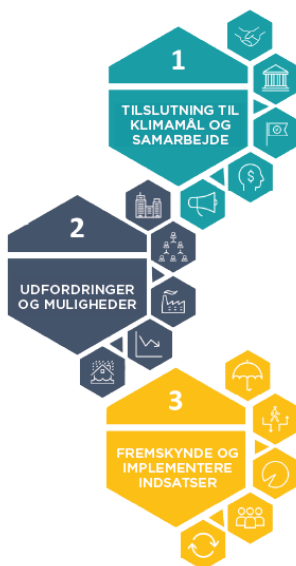 1
TILSLUTNING TIL
KLIMAMÅL OG
SAMARBEJDE
2
UDFORDRINGER
OG MULIGHEDER
3
FREMSKYNDE OG
IMPLEMENTERE
INDSATSER